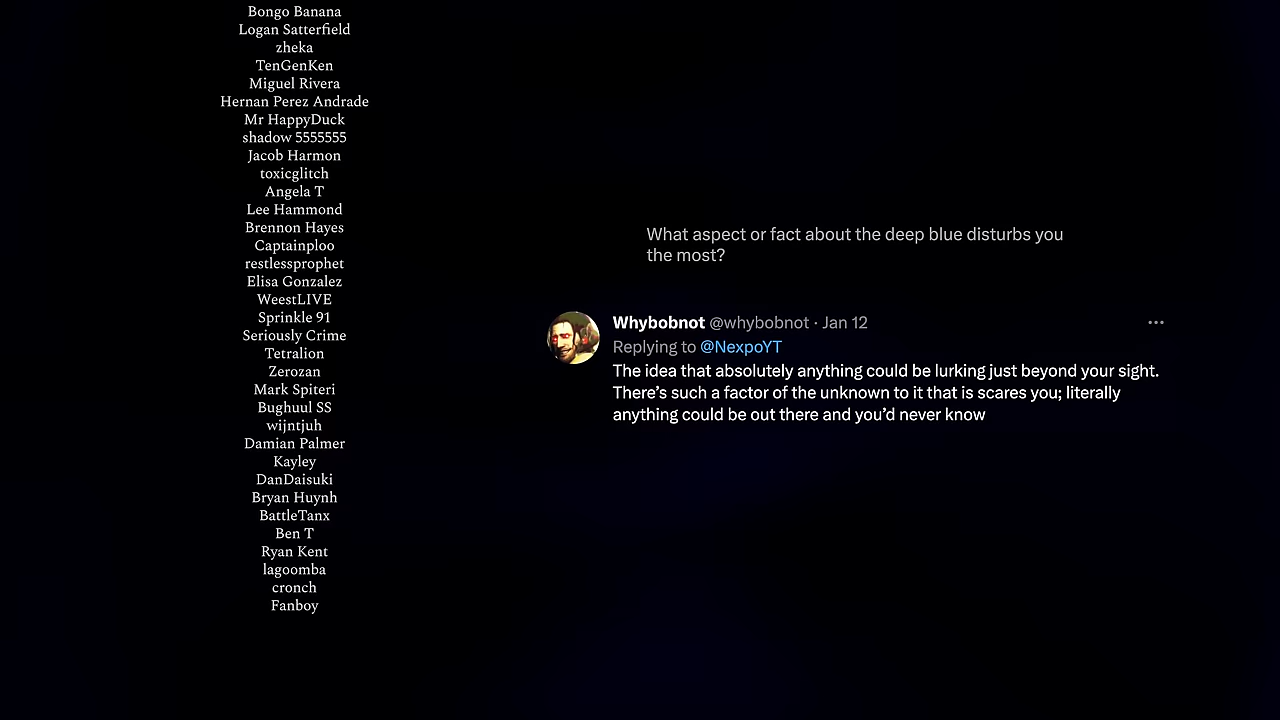 Bongo Banana
Logan Satterfield
zheka
TenGenKen
Miguel Rivera
Hernan Perez Andrade
Mr HappyDuck
shadow 5555555
Jacob Harmon
toxicglitch
Angela T
Lee Hammond
Brennon Hayes
Captainploo
restlessprophet
Elisa Gonzalez
WeestLIVE
Sprinkle 91
Seriously Crime
Tetralion
Zerozan
Mark Spiteri
Bughuul SS
wijntjuh
Damian Palmer
Kayley
DanDaisuki
Bryan Huynh
BattleTanx
Ben T
Ryan Kent
lagoomba
cronch
Fanboy
What aspect or fact about the deep blue disturbs you
the most?
Whybobnot @whybobnot · Jan 12
Replying to @NexpoYT
The idea that absolutely anything could be lurking just beyond your sight.
There's such a factor of the unknown to it that is scares you; literally
anything could be out there and you'd never know